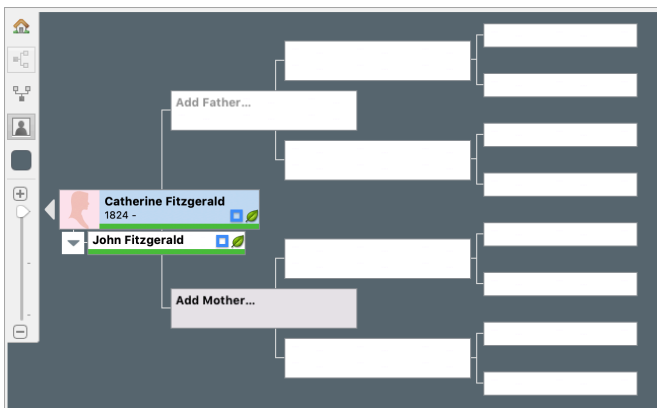 Add Father...
Catherine Fitzgerald
1824 -
John Fitzgerald
Add Mother...